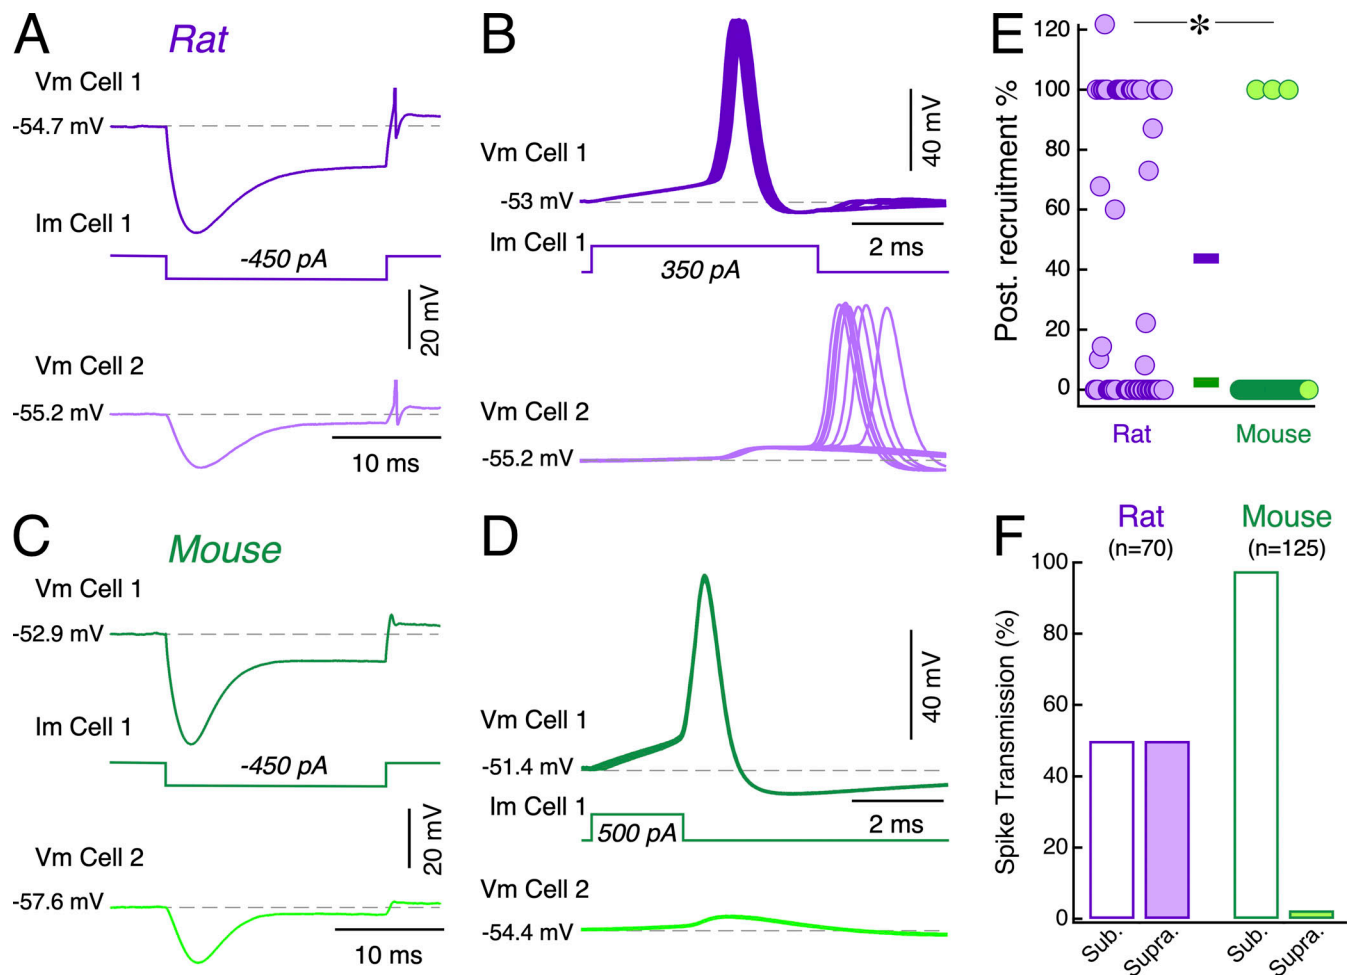 A
Rat
Vm Cell 1
-54.7 mV
Im Cell 1
-450 pA
20 mV
Vm Cell 2
-55.2 mV
10 ms
B
40 mV
Vm Cell 1
-53 mV
Im Cell 1
2 ms
350 pA
Vm Cell 2
-55.2 mV
C
Mouse
Vm Cell 1
-52.9 mV
Im Cell 1
-450 pA
20 mV
Vm Cell 2
-57.6 mV
10 ms
D
40 mV
Vm Cell 1
-51.4 mV
Im Cell 1
2 ms
500 pA
Vm Cell 2
-54.4 mV
E
*
Post. recruitment %
120
100
80
60
40
20
0
Rat
Mouse
F
Rat
Mouse
(n=70)
(n=125)
Spike Transmission (%)
100
80
60
40
20
0
Sub.
Supra.
Sub.
Supra.